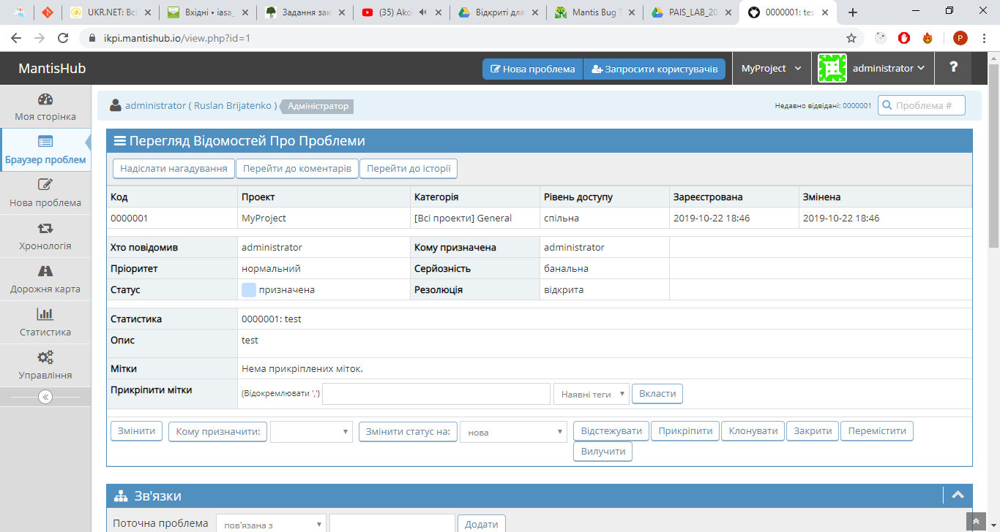 UKR.NET: Всі
Вхідні • iasa_
Задання зак
(35) Ako
Відкриті для
Mantis Bug T
PAIS_LAB_20
0000001: tes
ikpi.mantishub.io/view.php?id=1
P
MantisHub
Нова проблема
Запросити користувачів
MyProject
administrator
?
Моя сторінка
Браузер проблем
Нова проблема
Хронологія
Дорожня карта
Статистика
Управління
administrator ( Ruslan Brijatenko )
Адміністратор
Недавно відвідані: 0000001
Проблема #
Перегляд Відомостей Про Проблеми
Надіслати нагадування
Перейти до коментарів
Перейти до історії
Код Проект Категорія Рівень доступу Зареєстрована Змінена
0000001 MyProject [Всі проекти] General спільна 2019-10-22 18:46 2019-10-22 18:46
Хто повідомив administrator Кому призначена administrator
Пріоритет нормальний Серйозність банальна
Статус призначена Резолюція відкрита
Статистика 0000001: test
Опис test
Мітки Нема прикріплених міток.
Прикріпити мітки (Відокремлювати ',') Наявні теги Вкласти
Змінити Кому призначити: Змінити статус на: нова Відстежувати Прикріпити Клонувати Закрити Перемістити
Вилучити
Зв'язки
Поточна проблема пов'язана з Додати